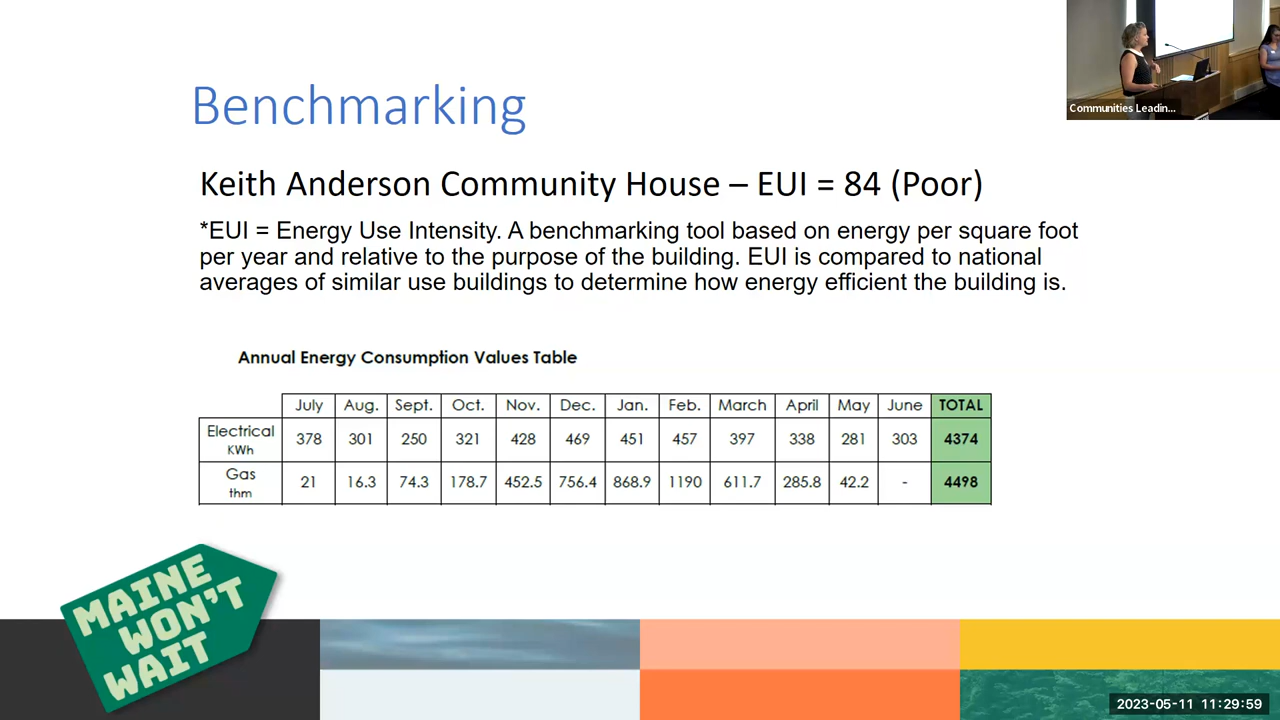 Communities Leadin...
Benchmarking
Keith Anderson Community House – EUI = 84 (Poor)
*EUI = Energy Use Intensity. A benchmarking tool based on energy per square foot
per year and relative to the purpose of the building. EUI is compared to national
averages of similar use buildings to determine how energy efficient the building is.
Annual Energy Consumption Values Table
July Aug. Sept. Oct. Nov. Dec. Jan. Feb. March April May June TOTAL
Electrical KWh 378 301 250 321 428 469 451 457 397 338 281 303 4374
Gas thm 21 16.3 74.3 178.7 452.5 756.4 868.9 1190 611.7 285.8 42.2 - 4498
MAINE
WON'T
WAIT
2023-05-11 11:29:59